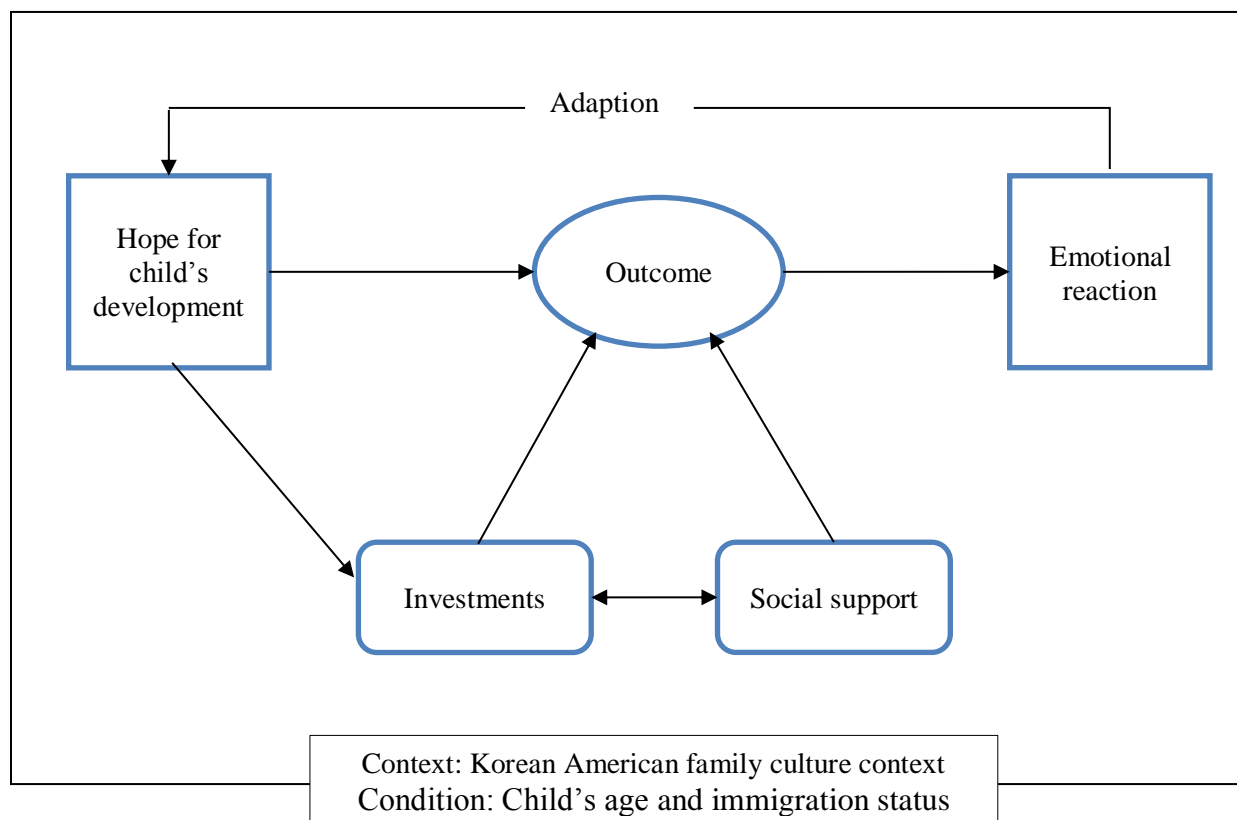 Adaption
Hope for
child's
development
Outcome
Emotional
reaction
Investments
Social support
Context: Korean American family culture context
Condition: Child's age and immigration status